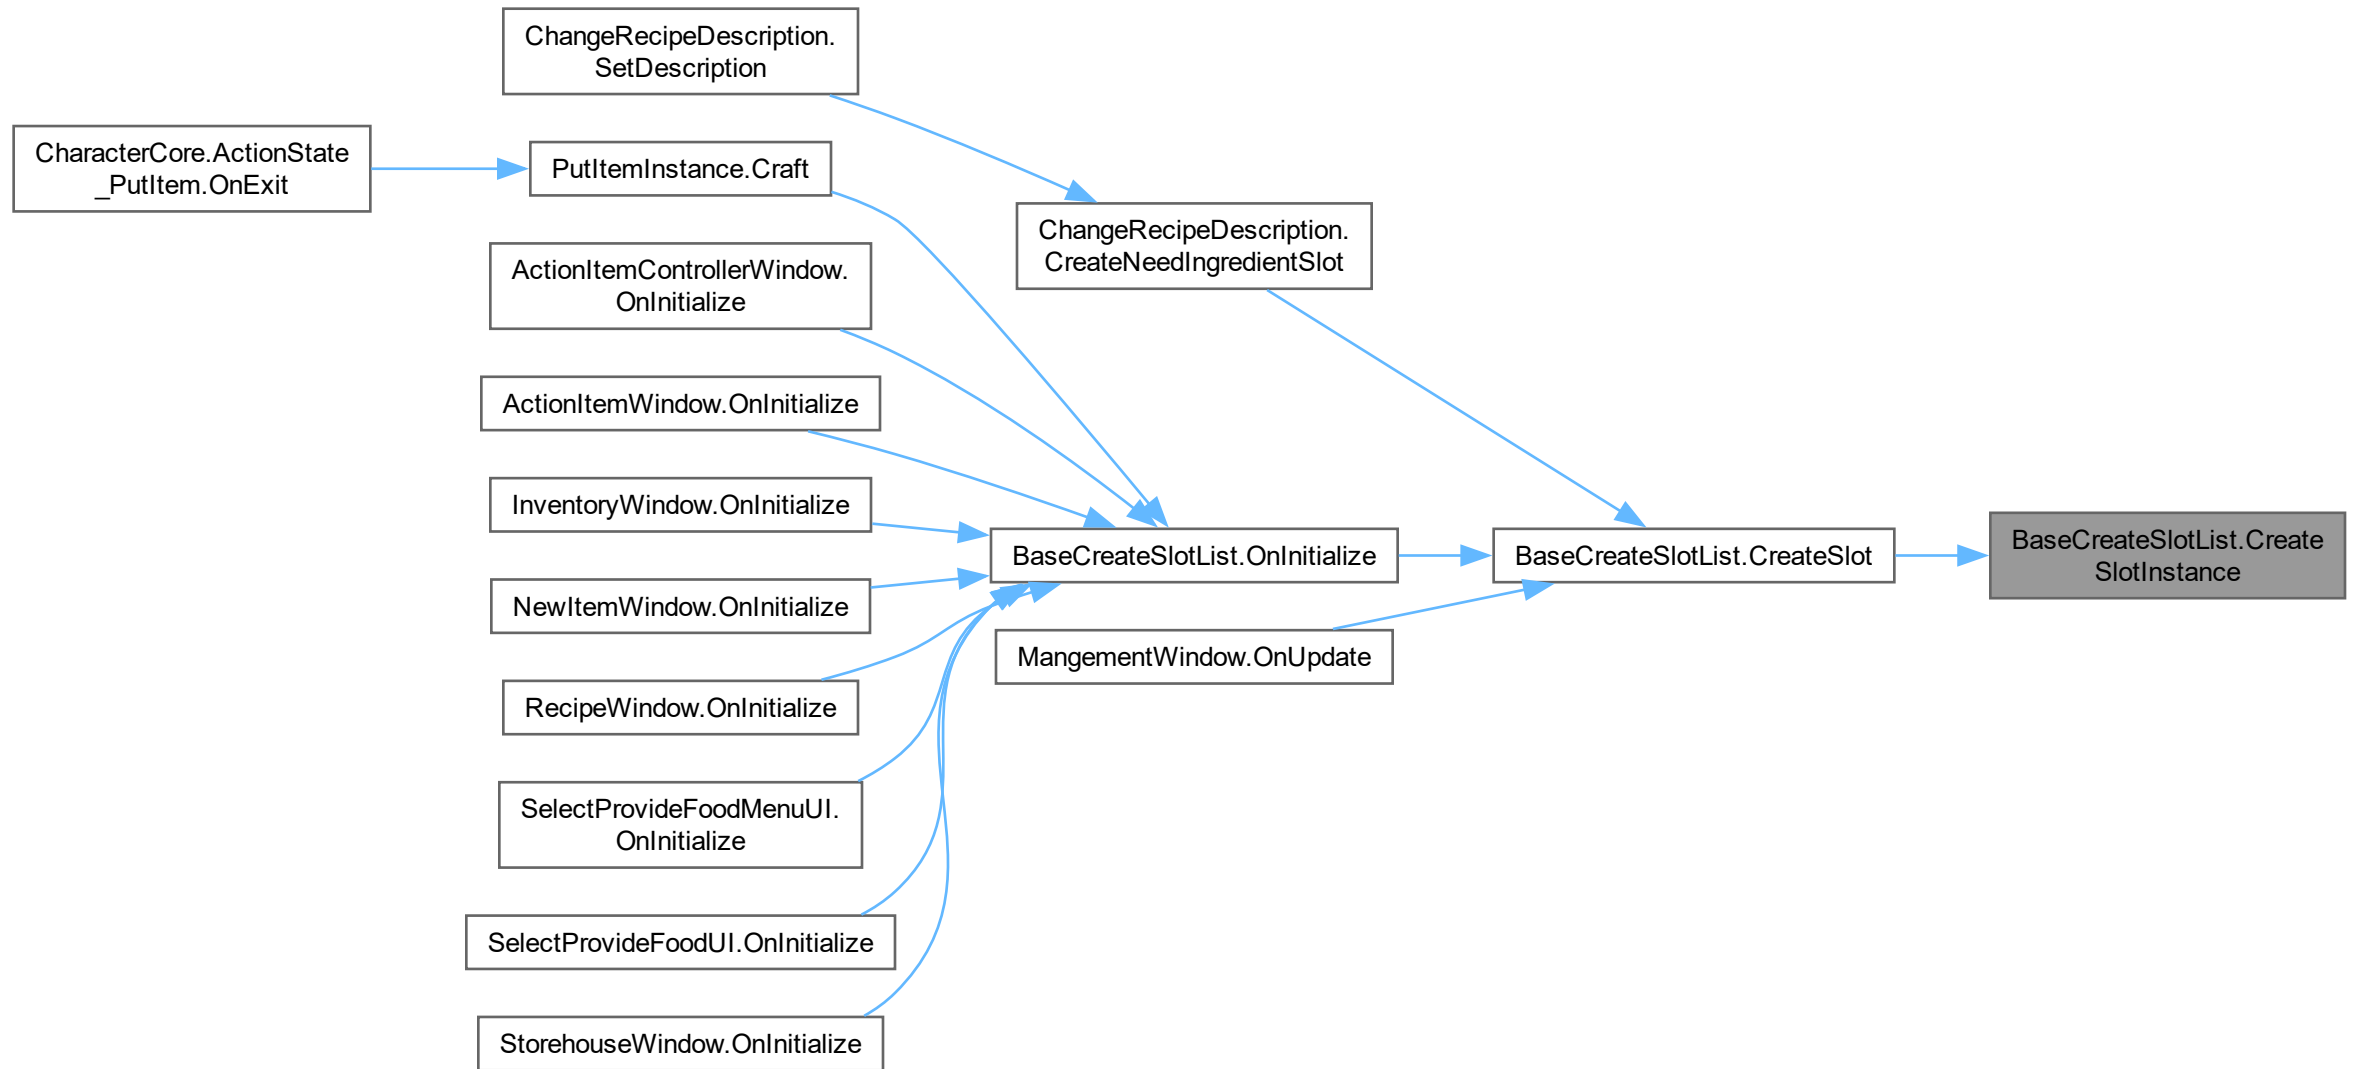 ChangeRecipeDescription.
SetDescription
CharacterCore.ActionState
_PutItem.OnExit
PutItemInstance.Craft
ActionItemControllerWindow.
OnInitialize
ActionItemWindow.OnInitialize
InventoryWindow.OnInitialize
NewItemWindow.OnInitialize
RecipeWindow.OnInitialize
SelectProvideFoodMenuUI.
OnInitialize
SelectProvideFoodUI.OnInitialize
StorehouseWindow.OnInitialize
ChangeRecipeDescription.
CreateNeedIngredientSlot
BaseCreateSlotList.OnInitialize
MangementWindow.OnUpdate
BaseCreateSlotList.CreateSlot
BaseCreateSlotList.Create
SlotInstance